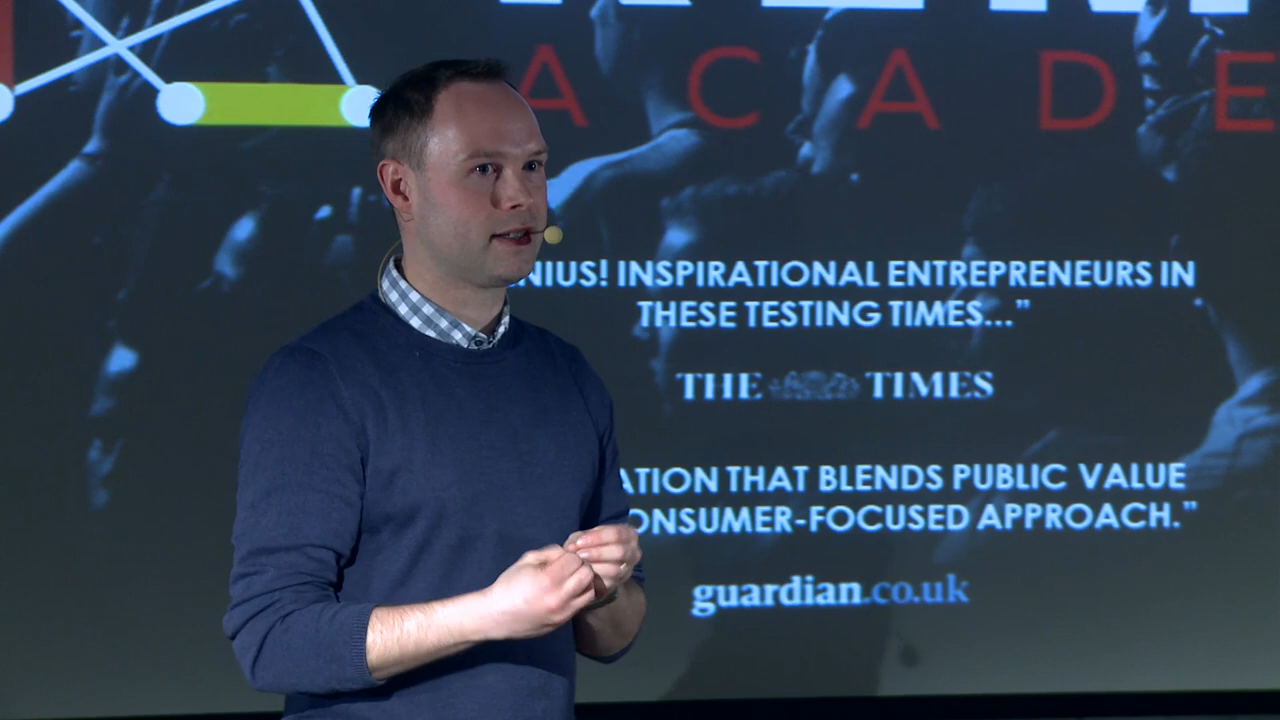 A C A D E
NIUS! INSPIRATIONAL ENTREPRENEURS IN
THESE TESTING TIMES..."
THE TIMES
ATION THAT BLENDS PUBLIC VALUE
ONSUMER-FOCUSED APPROACH."
guardian.co.uk